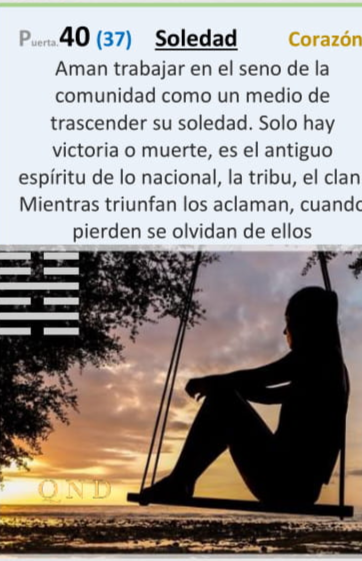 Puerta. 40 (37) Soledad Corazón
Aman trabajar en el seno de la
comunidad como un medio de
trascender su soledad. Solo hay
victoria o muerte, es el antiguo
espíritu de lo nacional, la tribu, el clan
Mientras triunfan los aclaman, cuando
pierden se olvidan de ellos
QND